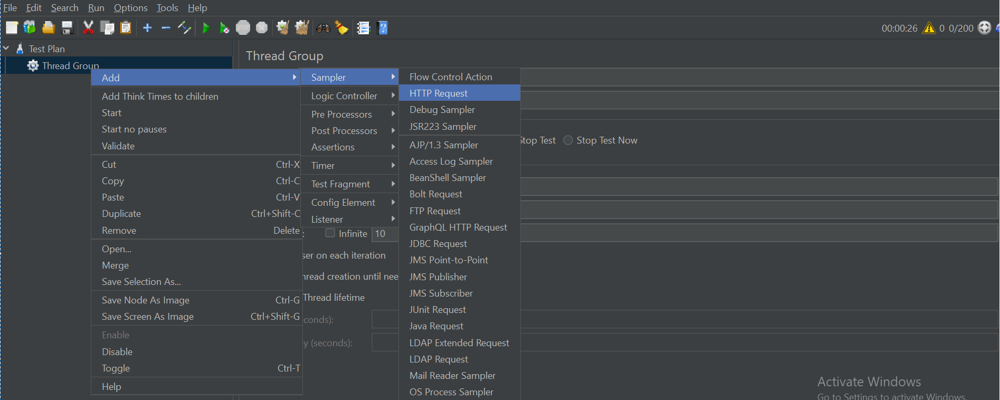 File Edit Search Run Options Tools Help
STOP
00:00:26 0 0/200
Test Plan
Thread Group
Thread Group
Add
Add Think Times to children
Start
Start no pauses
Validate
Cut Ctrl-X
Copy Ctrl-C
Paste Ctrl-V
Duplicate Ctrl+Shift-C
Remove Delete
Open...
Merge
Save Selection As...
Save Node As Image Ctrl-G
Save Screen As Image Ctrl+Shift-G
Enable
Disable
Toggle Ctrl-T
Help
Sampler
Logic Controller
Pre Processors
Post Processors
Assertions
Timer
Test Fragment
Config Element
Listener
Flow Control Action
HTTP Request
Debug Sampler
JSR223 Sampler
AJP/1.3 Sampler
Access Log Sampler
BeanShell Sampler
Bolt Request
FTP Request
GraphQL HTTP Request
JDBC Request
JMS Point-to-Point
JMS Publisher
JMS Subscriber
JUnit Request
Java Request
LDAP Extended Request
LDAP Request
Mail Reader Sampler
OS Process Sampler
Stop Test Stop Test Now
: Infinite 10
ser on each iteration
hread creation until nee
Thread lifetime
conds):
y (seconds):
Activate Windows
Go to Settings to activate Windows.